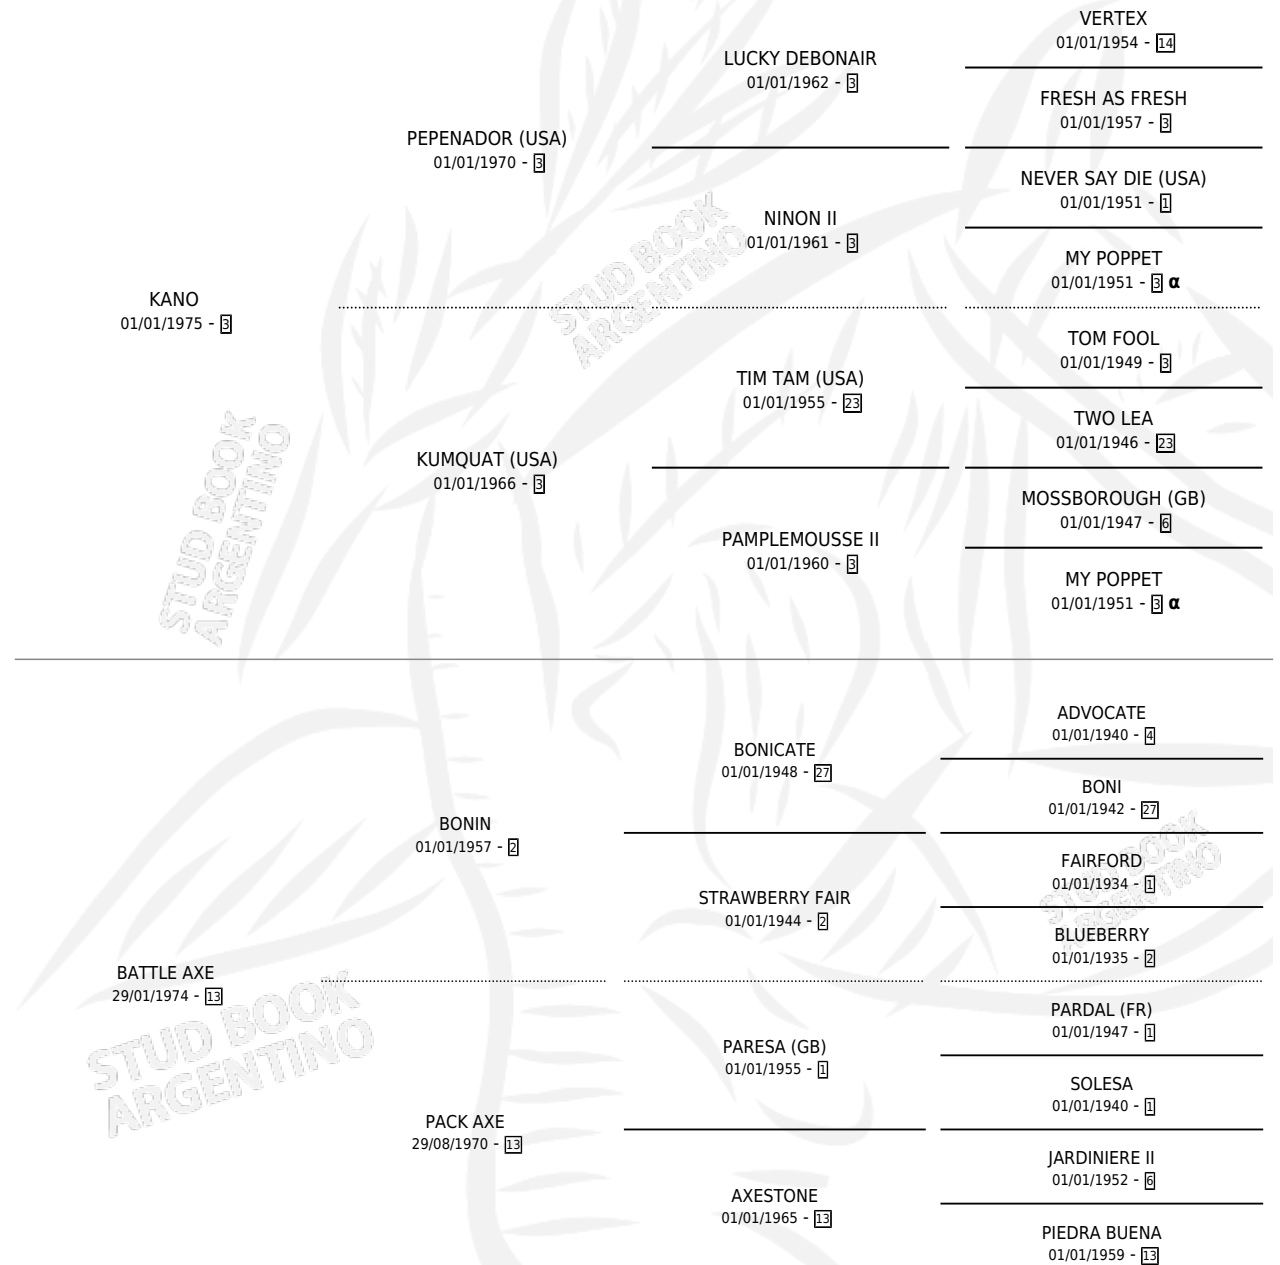 VERTEX
01/01/1954 - 14
LUCKY DEBONAIR
01/01/1962 - 3
FRESH AS FRESH
01/01/1957 - 3
PEPENADOR (USA)
01/01/1970 - 3
NEVER SAY DIE (USA)
01/01/1951 - 1
NINON II
01/01/1961 - 3
MY POPPET
01/01/1951 - 3 α
KANO
01/01/1975 - 3
TOM FOOL
01/01/1949 - 3
TIM TAM (USA)
01/01/1955 - 23
TWO LEA
01/01/1946 - 23
KUMQUAT (USA)
01/01/1966 - 3
MOSSBOROUGH (GB)
01/01/1947 - 6
PAMPLEMOUSSE II
01/01/1960 - 3
MY POPPET
01/01/1951 - 3 α
ADVOCATE
01/01/1940 - 4
BONICATE
01/01/1948 - 27
BONI
01/01/1942 - 27
BONIN
01/01/1957 - 2
FAIRFORD
01/01/1934 - 1
STRAWBERRY FAIR
01/01/1944 - 2
BLUEBERRY
01/01/1935 - 2
BATTLE AXE
29/01/1974 - 13
PARDAL (FR)
01/01/1947 - 1
PARESA (GB)
01/01/1955 - 1
SOLESA
01/01/1940 - 1
PACK AXE
29/08/1970 - 13
JARDINIERE II
01/01/1952 - 6
AXESTONE
01/01/1965 - 13
PIEDRA BUENA
01/01/1959 - 13
STUD BOOK
ARGENTINO
STUD BOOK
ARGENTINO
STUD BOOK
ARGENTINO
STUD BOOK
ARGENTINO